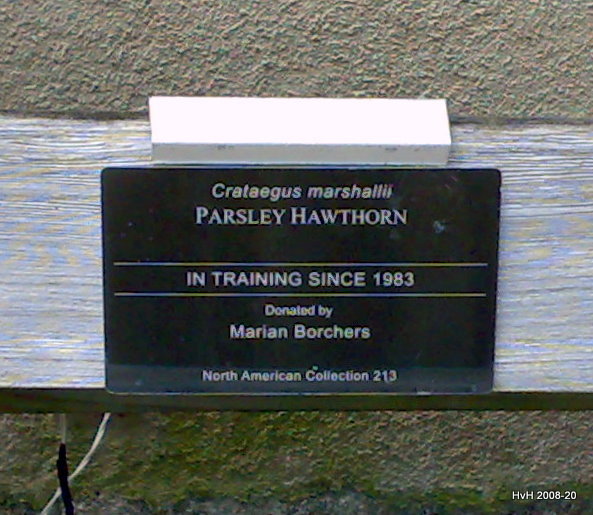 Crataegus marshallii
PARSLEY HAWTHORN
IN TRAINING SINCE 1983
Donated by
Marian Borchers
North American Collection 213
HvH 2008-20